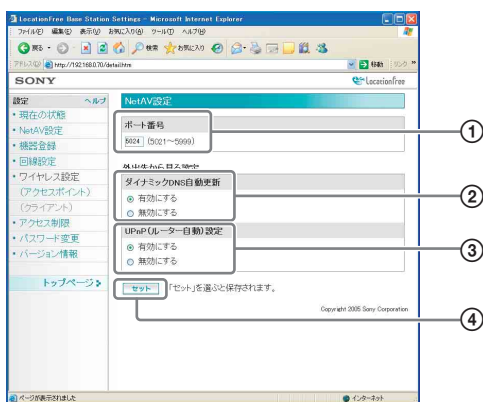 LocationFree Base Station Settings - Microsoft Internet Explorer
ファイル(F) 編集(E) 表示(V) お気に入り(A) ツール(T) ヘルプ(H)
戻る 検索 お気に入り
アドレス(D) http://192.168.0.70/detail.htm 移動 リンク
SONY LocationFree
設定 ヘルプ
・現在の状態
・NetAV設定
・機器登録
・回線設定
・ワイヤレス設定
(アクセスポイント)
(クライアント)
・アクセス制限
・パスワード変更
・バージョン情報
トップページ
NetAV設定
ポート番号
5024 (5021~5999)
外出先から見る設定
ダイナミックDNS自動更新
有効にする
無効にする
UPnP(ルーター自動)設定
有効にする
無効にする
セット 「セット」を選ぶと保存されます。
Copyright 2005 Sony Corporation
ページが表示されました インターネット
①
②
③
④